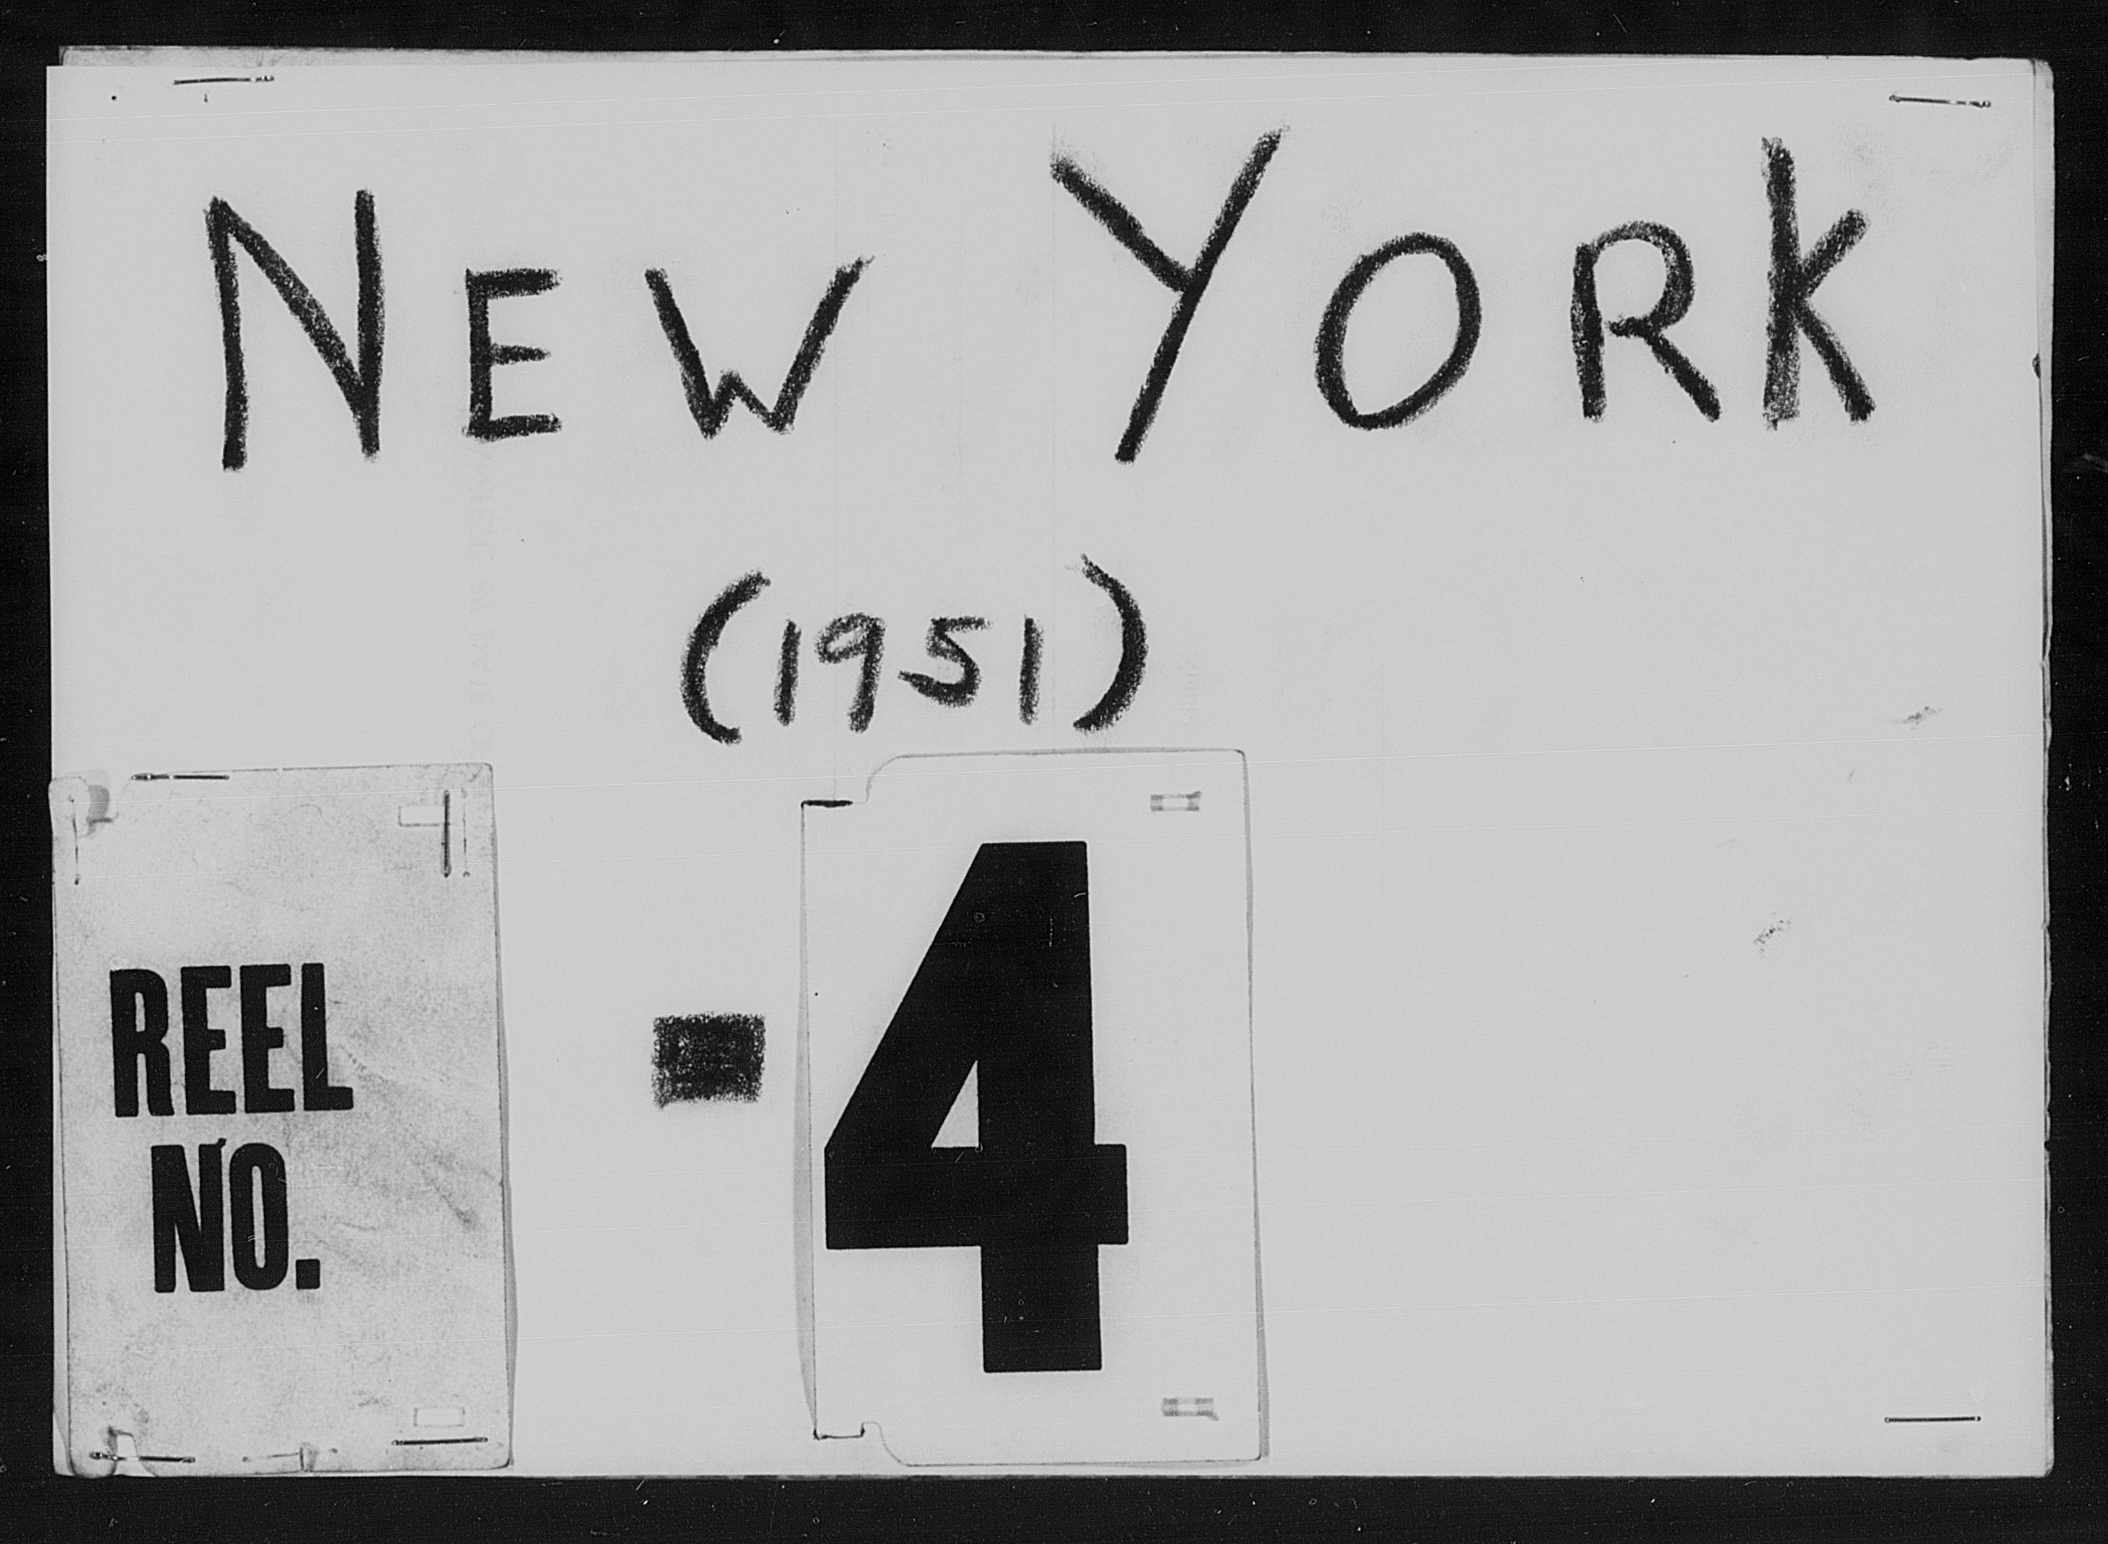 NEW YORK
(1951)
REEL
NO.
- 4